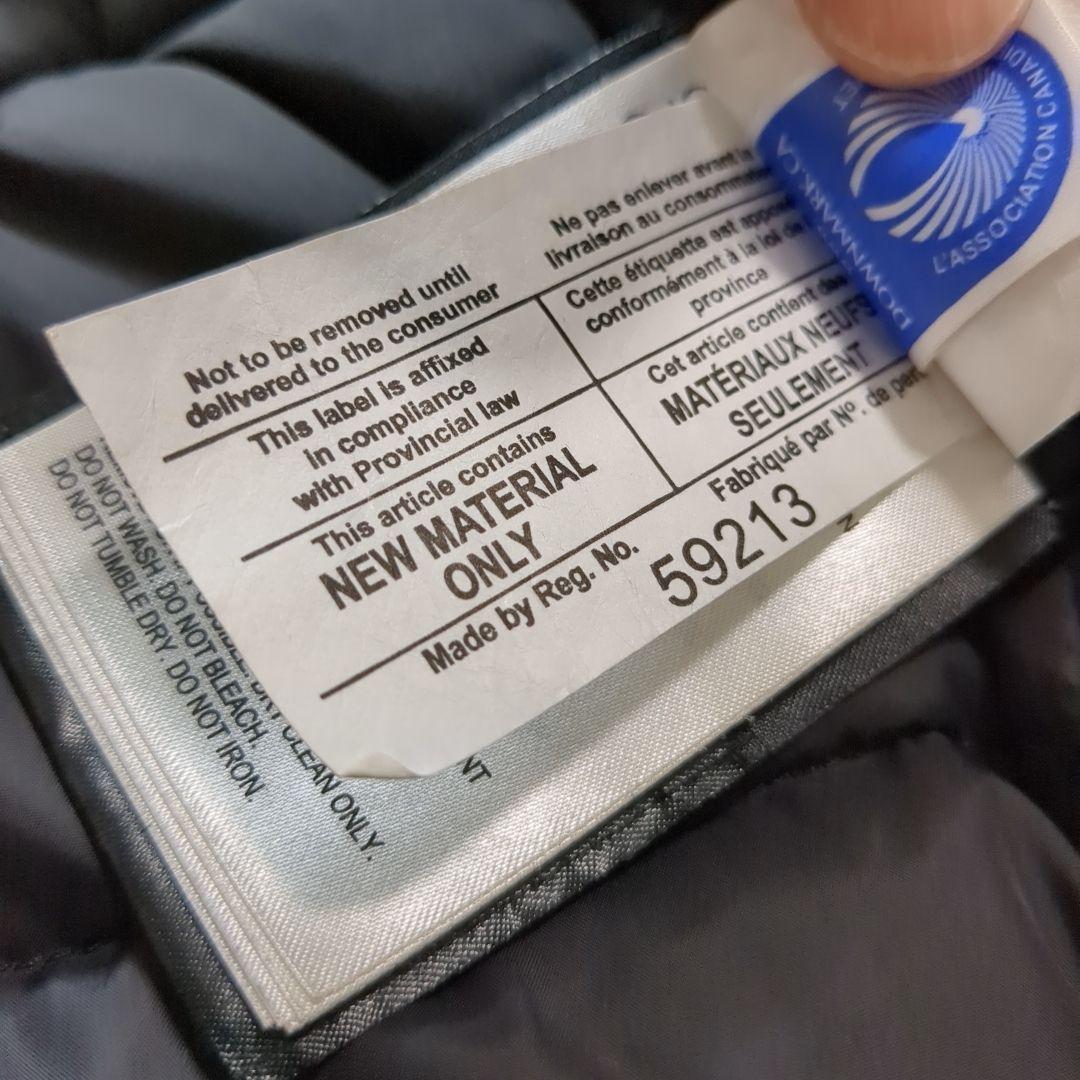 Not to be removed until
delivered to the consumer
This label is affixed
in compliance
with Provincial law
This article contains
NEW MATERIAL
ONLY
Made by Reg. No.
Ne pas enlever avant la
livraison au
Cette étiquette est
conformément à la loi de
province
Cet article contient
MATÉRIAUX NEUFS
SEULEMENT
Fabriqué par Nº. de
59213
DOWNMARK.CA
L'ASSOCIATION
DO NOT WASH. DO NOT BLEACH.
DO NOT TUMBLE DRY. DO NOT IRON.
CLEAN ONLY.